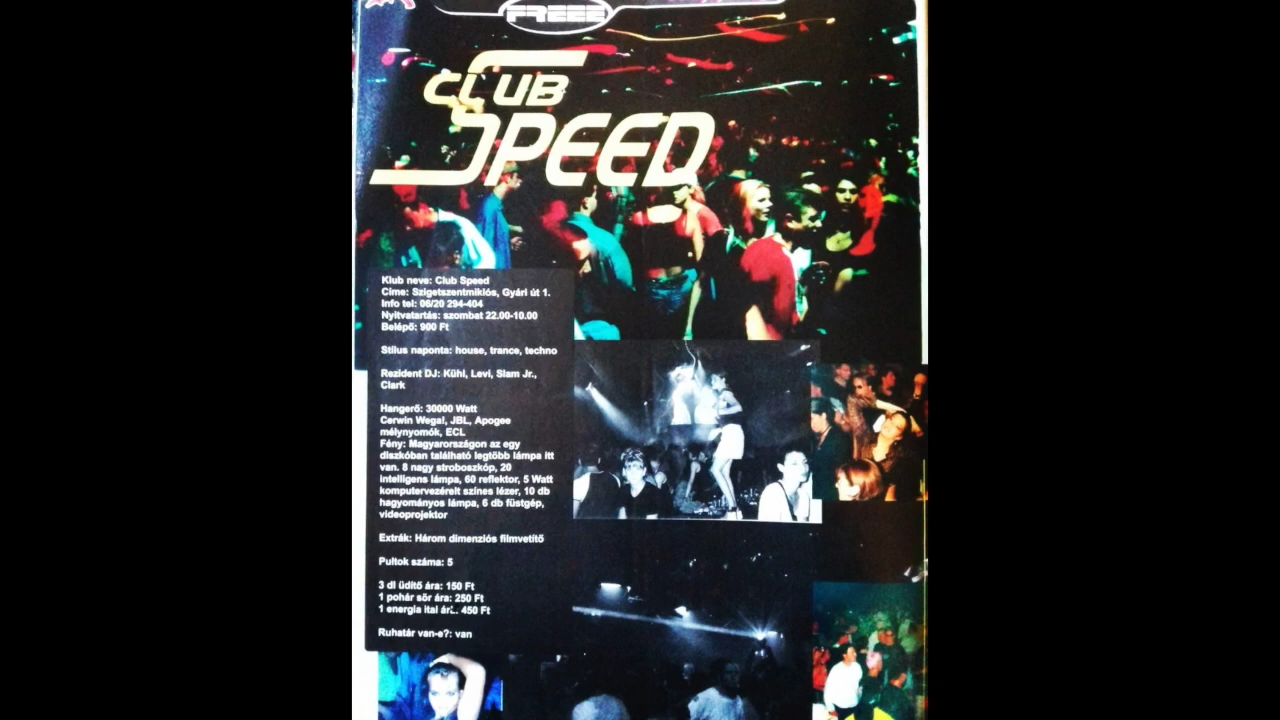 FREEE
CLUB
SPEED
Klub neve: Club Speed
Címe: Szigetszentmiklós, Gyári út 1.
Info tel: 06/20 294-404
Nyitvatartás: szombat 22.00-10.00
Belépő: 900 Ft
Stílus naponta: house, trance, techno
Rezident DJ: Kühl, Levi, Slam Jr.,
Clark
Hangerő: 30000 Watt
Cerwin Wegal, JBL, Apogee
mélynyomók, ECL
Fény: Magyarországon az egy
diszkóban található legtöbb lámpa itt
van. 8 nagy stroboszkóp, 20
intelligens lámpa, 60 reflektor, 5 Watt
komputervezérelt színes lézer, 10 db
hagyományos lámpa, 6 db füstgép,
videoprojektor
Extrák: Három dimenziós filmvetítő
Pultok száma: 5
3 dl üdítő ára: 150 Ft
1 pohár sör ára: 250 Ft
1 energia ital ára: 450 Ft
Ruhatár van-e?: van